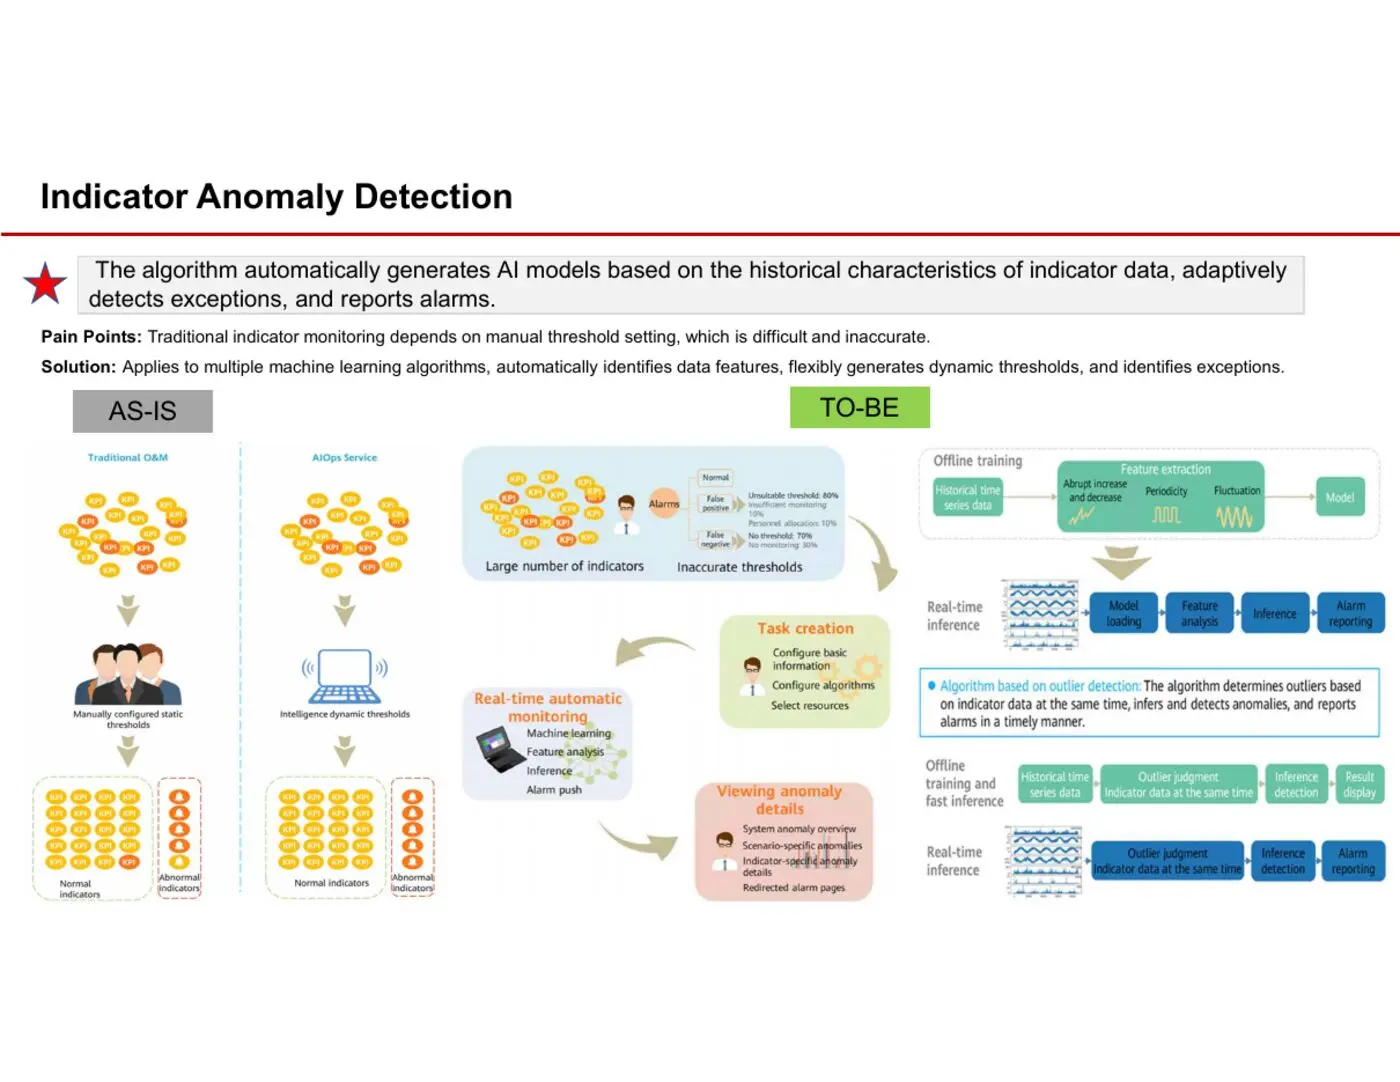 Indicator Anomaly Detection
The algorithm automatically generates AI models based on the historical characteristics of indicator data, adaptively
detects exceptions, and reports alarms.
Pain Points: Traditional indicator monitoring depends on manual threshold setting, which is difficult and inaccurate.
Solution: Applies to multiple machine learning algorithms, automatically identifies data features, flexibly generates dynamic thresholds, and identifies exceptions.
AS-IS
TO-BE
Traditional O&M
Manually configured static
thresholds
Normal
indicators
Abnormal
indicators
AIOps Service
Intelligence dynamic thresholds
Normal indicators
Abnormal
indicators
Alarms
Normal
False
positive
False
negative
Unsuitable threshold: 80%
Insufficient monitoring
10%
Personnel allocation: 10%
No threshold: 70%
No monitoring: 30%
Large number of indicators
Inaccurate thresholds
Task creation
Configure basic
information
Configure algorithms
Select resources
Real-time automatic
monitoring
Machine learning
Feature analysis
Inference
Alarm push
Viewing anomaly
details
System anomaly overview
Scenario-specific anomalies
Indicator-specific anomaly
details
Redirected alarm pages
Offline training
Historical time
series data
Feature extraction
Abrupt increase
and decrease
Periodicity
Fluctuation
Model
Real-time
inference
Model
loading
Feature
analysis
Inference
Alarm
reporting
Algorithm based on outlier detection: The algorithm determines outliers based
on indicator data at the same time, infers and detects anomalies, and reports
alarms in a timely manner.
Offline
training and
fast inference
Historical time
series data
Outlier judgment
Indicator data at the same time
Inference
detection
Result
display
Real-time
inference
Outlier judgment
Indicator data at the same time
Inference
detection
Alarm
reporting